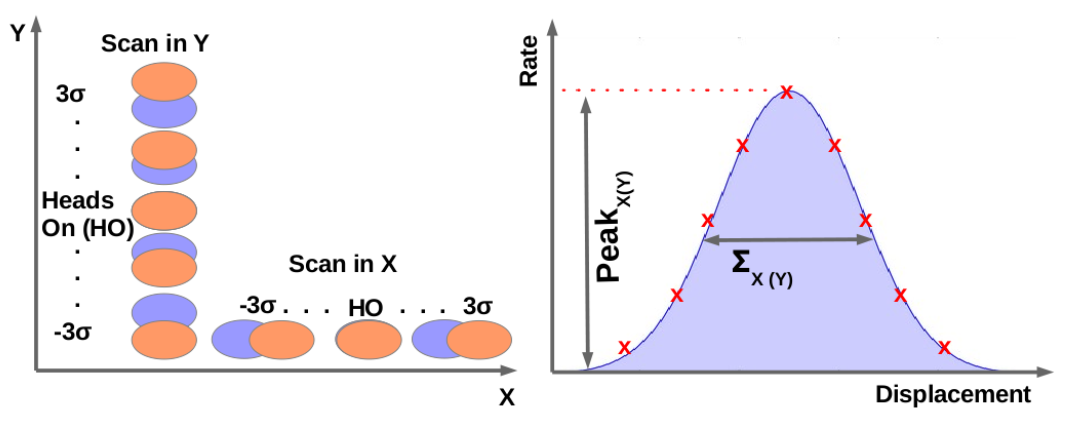 Y
Scan in Y
3σ
.
.
.
Heads
On (HO)
.
.
.
-3σ
Scan in X
-3σ . . . HO . . . 3σ
X
Rate
x
x x
x x
x x
x x
Peak X(Y)
Σ X (Y)
Displacement